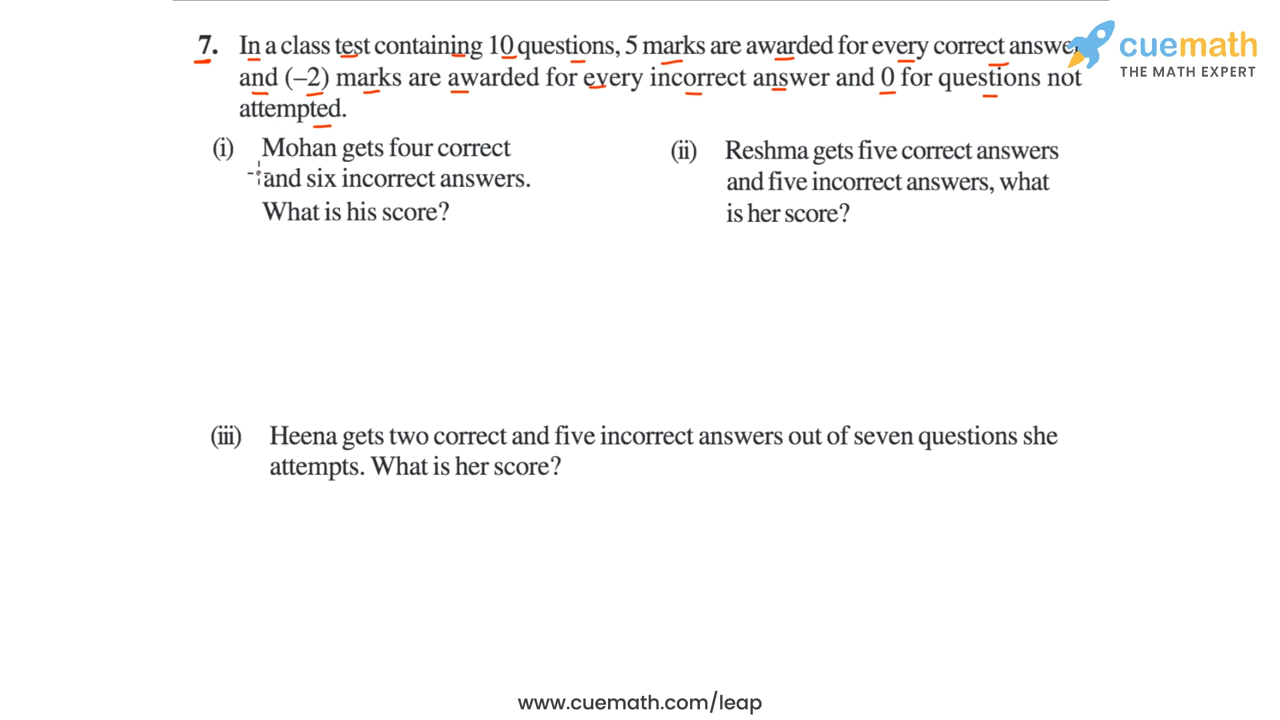 7. In a class test containing 10 questions, 5 marks are awarded for every correct answe
and (–2) marks are awarded for every incorrect answer and 0 for questions not
attempted.
cuemath
THE MATH EXPERT
(i) Mohan gets four correct
and six incorrect answers.
What is his score?
(ii) Reshma gets five correct answers
and five incorrect answers, what
is her score?
(iii) Heena gets two correct and five incorrect answers out of seven questions she
attempts. What is her score?
www.cuemath.com/leap